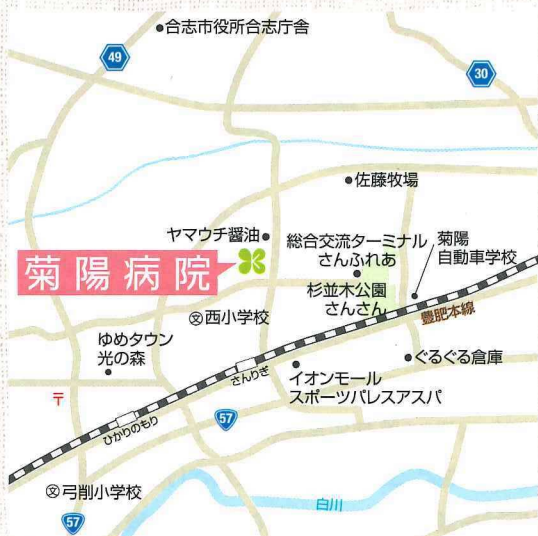 合志市役所合志庁舎
49
30
佐藤牧場
ヤマウチ醤油
総合交流ターミナル
さんふれあ
菊陽
自動車学校
菊陽病院
杉並木公園
さんさん
豊肥本線
西小学校
文
ゆめタウン
光の森
さんりぎ
イオンモール
スポーツパレスアスパ
ぐるぐる倉庫
〒
ひかりのもり
57
文
弓削小学校
白川
57